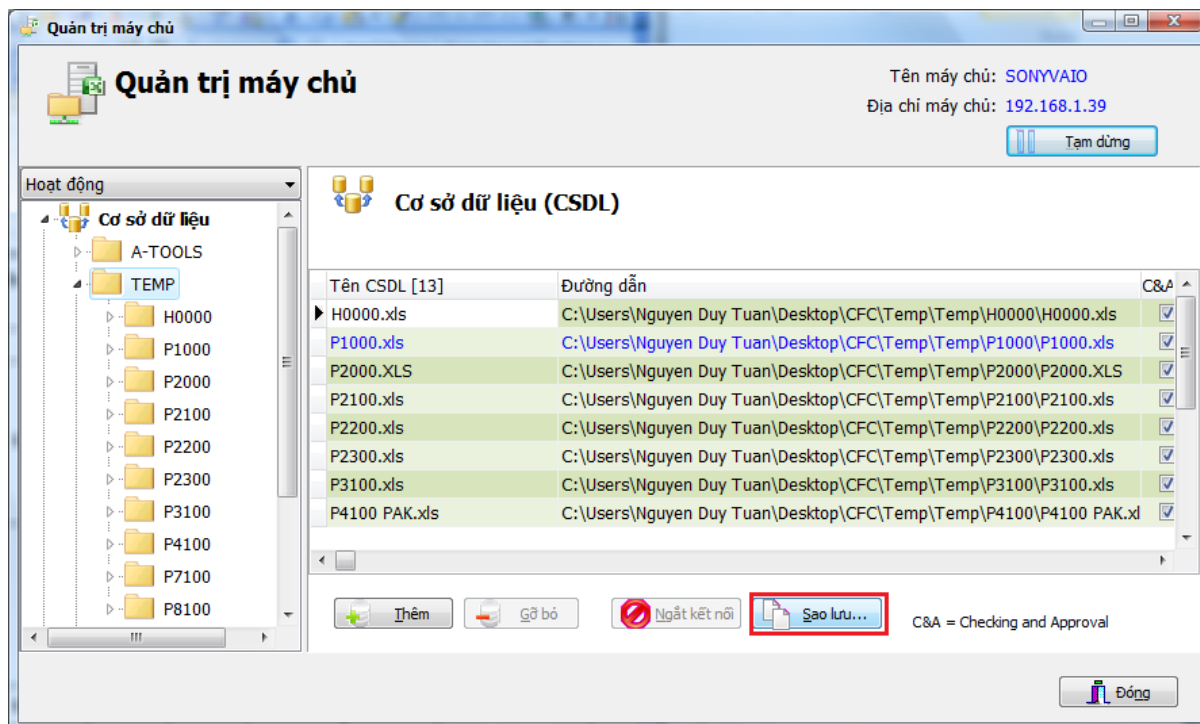 Quản trị máy chủ
Quản trị máy chủ
Tên máy chủ: SONYVAIO
Địa chỉ máy chủ: 192.168.1.39
Tạm dừng
Hoạt động
Cơ sở dữ liệu
A-TOOLS
TEMP
H0000
P1000
P2000
P2100
P2200
P2300
P3100
P4100
P7100
P8100
Cơ sở dữ liệu (CSDL)
Tên CSDL [13] Đường dẫn C&A
H0000.xls C:\Users\Nguyen Duy Tuan\Desktop\CFC\Temp\Temp\H0000\H0000.xls
P1000.xls C:\Users\Nguyen Duy Tuan\Desktop\CFC\Temp\Temp\P1000\P1000.xls
P2000.XLS C:\Users\Nguyen Duy Tuan\Desktop\CFC\Temp\Temp\P2000\P2000.XLS
P2100.xls C:\Users\Nguyen Duy Tuan\Desktop\CFC\Temp\Temp\P2100\P2100.xls
P2200.xls C:\Users\Nguyen Duy Tuan\Desktop\CFC\Temp\Temp\P2200\P2200.xls
P2300.xls C:\Users\Nguyen Duy Tuan\Desktop\CFC\Temp\Temp\P2300\P2300.xls
P3100.xls C:\Users\Nguyen Duy Tuan\Desktop\CFC\Temp\Temp\P3100\P3100.xls
P4100 PAK.xls C:\Users\Nguyen Duy Tuan\Desktop\CFC\Temp\Temp\P4100\P4100 PAK.xl
Thêm Gỡ bỏ Ngắt kết nối Sao lưu... C&A = Checking and Approval
Đóng